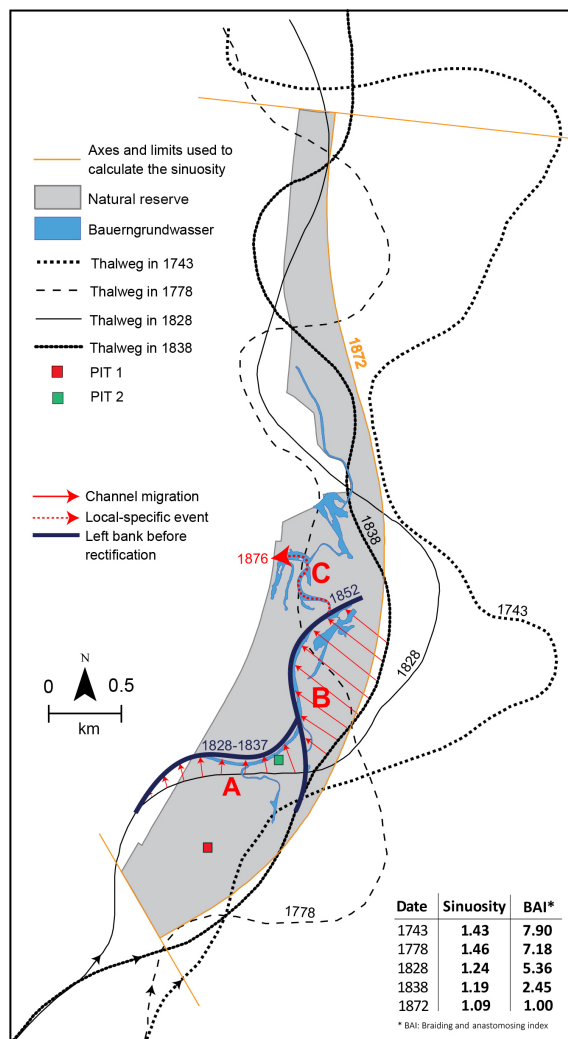 Axes and limits used to
calculate the sinuosity
Natural reserve
Bauerngrundwasser
Thalweg in 1743
Thalweg in 1778
Thalweg in 1828
Thalweg in 1838
PIT 1
PIT 2
1872
Channel migration
Local-specific event
Left bank before
rectification
1838
1876
C
1852
1743
1828
N
0 0.5
km
B
1828-1837
A
1778
Date Sinuosity BAI*
1743 1.43 7.90
1778 1.46 7.18
1828 1.24 5.36
1838 1.19 2.45
1872 1.09 1.00
* BAI: Braiding and anastomosing index